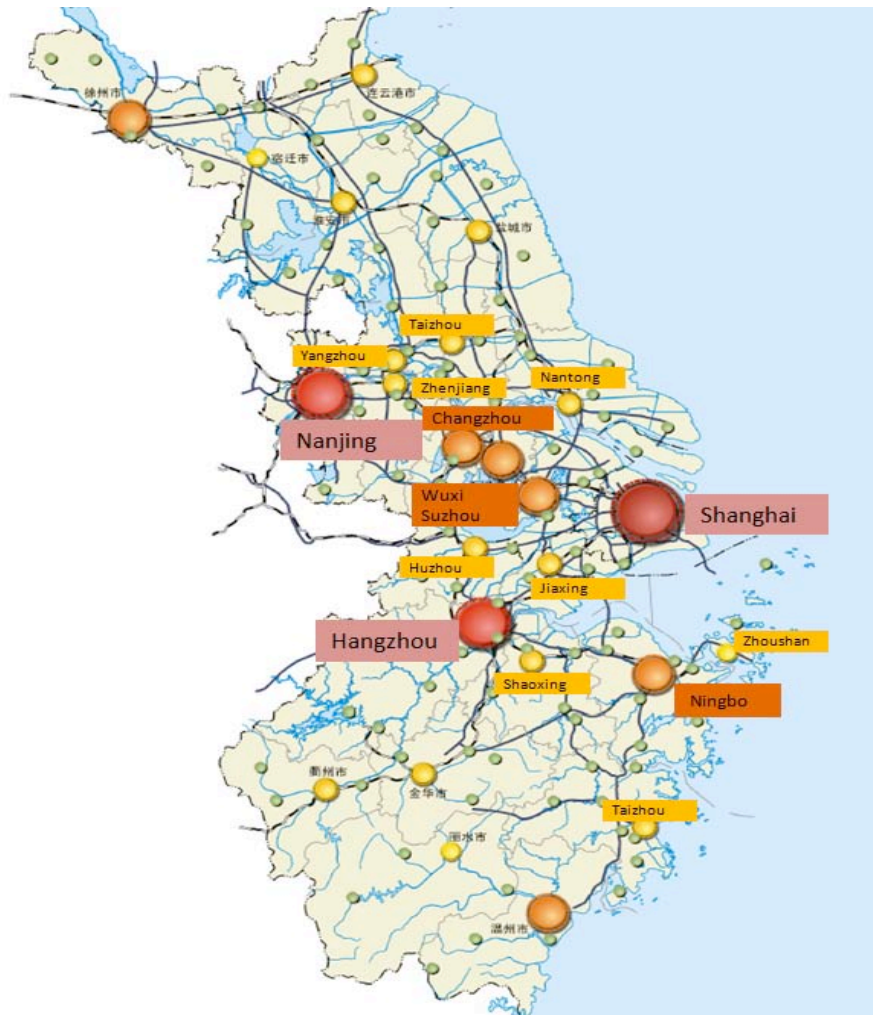 连云港市
徐州市
宿迁市
淮安市
盐城市
Taizhou
Yangzhou
Zhenjiang
Nantong
Changzhou
Nanjing
Wuxi
Suzhou
Shanghai
Huzhou
Jiaxing
Hangzhou
Zhoushan
Shaoxing
Ningbo
衢州市
金华市
Taizhou
丽水市
温州市